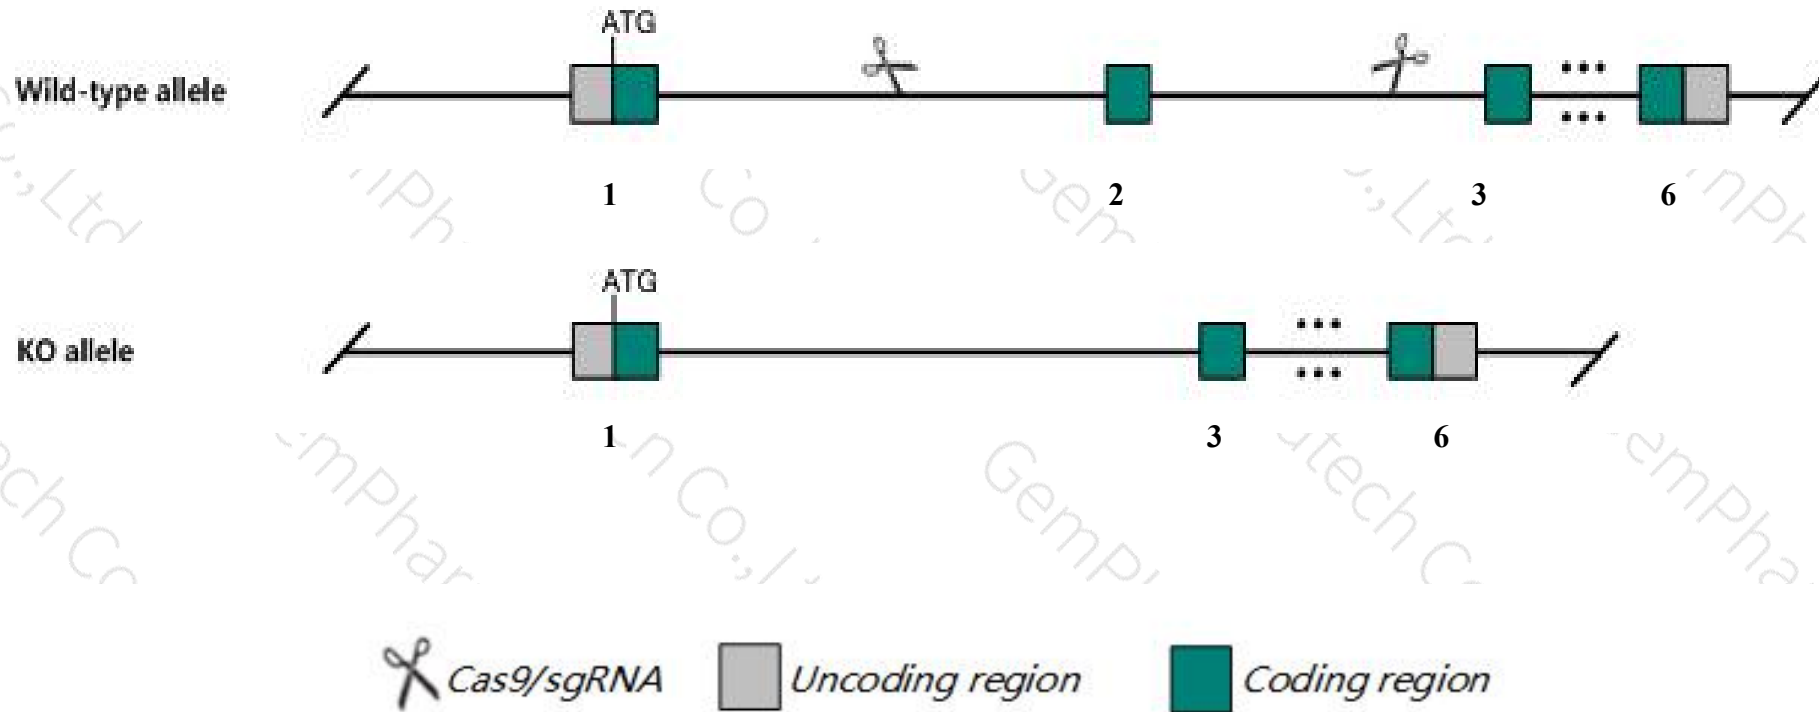 ATG
Wild-type allele
1 2 3 6
ATG
KO allele
1 3 6
Cas9/sgRNA Uncoding region Coding region